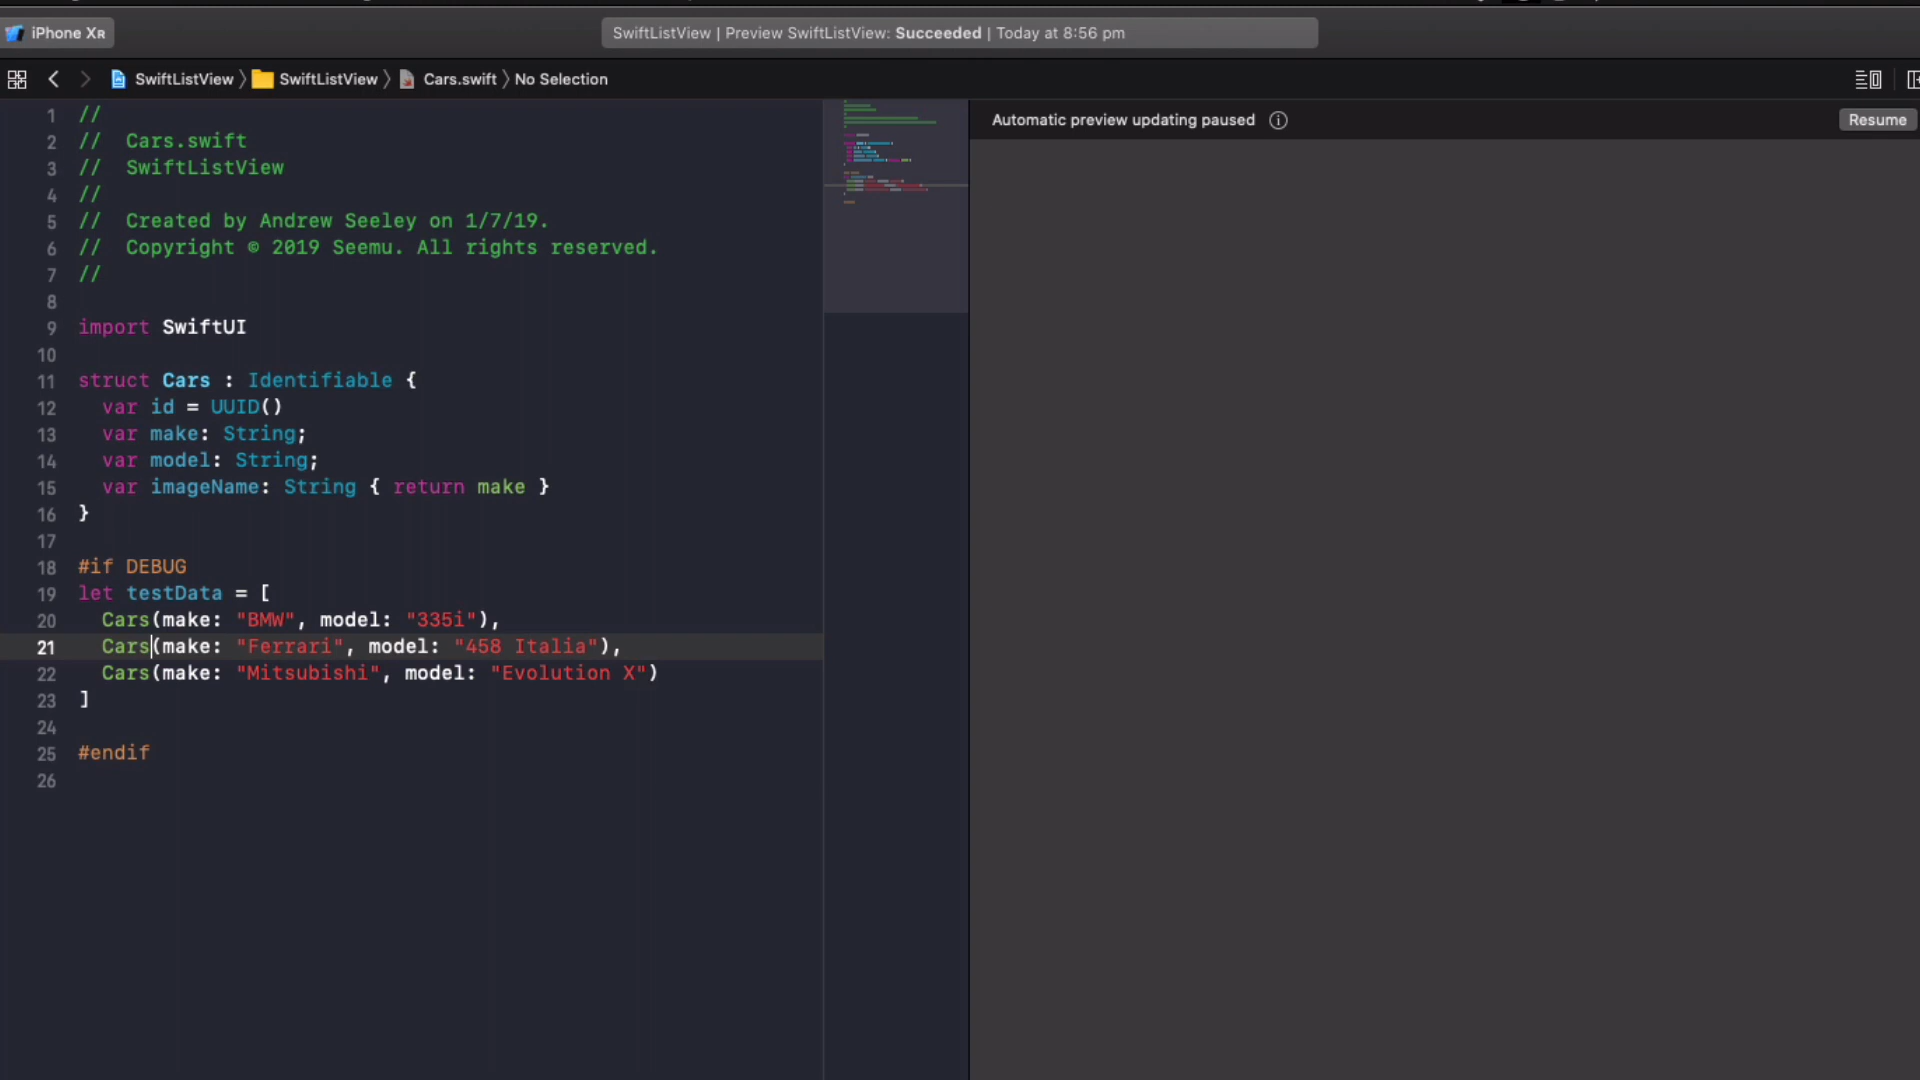 iPhone XR
SwiftListView | Preview SwiftListView: Succeeded | Today at 8:56 pm
SwiftListView 〉 SwiftListView 〉 Cars.swift 〉 No Selection
Automatic preview updating paused
Resume
1 //
2 //  Cars.swift
3 //  SwiftListView
4 //
5 //  Created by Andrew Seeley on 1/7/19.
6 //  Copyright © 2019 Seemu. All rights reserved.
7 //
8
9 import SwiftUI
10
11 struct Cars : Identifiable {
12   var id = UUID()
13   var make: String;
14   var model: String;
15   var imageName: String { return make }
16 }
17
18 #if DEBUG
19 let testData = [
20   Cars(make: "BMW", model: "335i"),
21   Cars(make: "Ferrari", model: "458 Italia"),
22   Cars(make: "Mitsubishi", model: "Evolution X")
23 ]
24
25 #endif
26